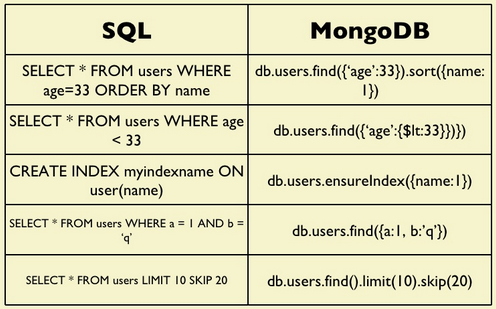 SQL
MongoDB
SELECT * FROM users WHERE
age=33 ORDER BY name
db.users.find({‘age’:33}).sort({name:
1})
SELECT * FROM users WHERE age
< 33
db.users.find({‘age’:{$lt:33}})})
CREATE INDEX myindexname ON
user(name)
db.users.ensureIndex({name:1})
SELECT * FROM users WHERE a = 1 AND b =
‘q’
db.users.find({a:1, b:’q’})
SELECT * FROM users LIMIT 10 SKIP 20
db.users.find().limit(10).skip(20)